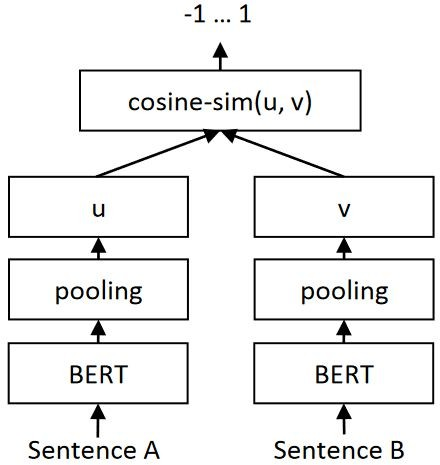 -1 ... 1
cosine-sim(u, v)
u
v
pooling
pooling
BERT
BERT
Sentence A
Sentence B